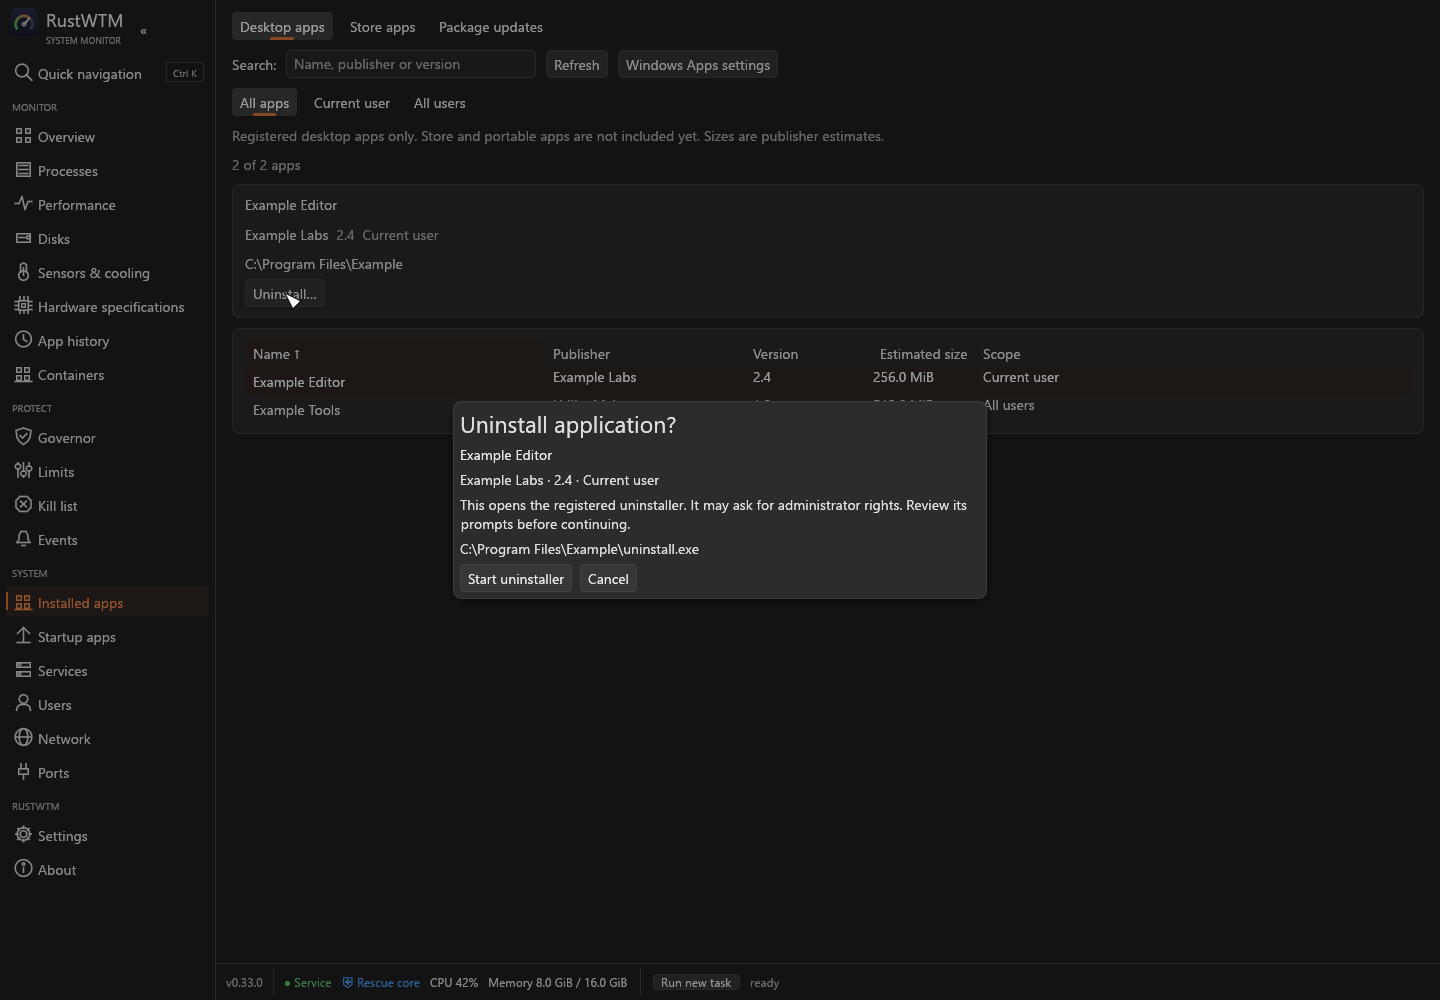 RustWTM
SYSTEM MONITOR
«
Quick navigation
Ctrl K
MONITOR
Overview
Processes
Performance
Disks
Sensors & cooling
Hardware specifications
App history
Containers
PROTECT
Governor
Limits
Kill list
Events
SYSTEM
Installed apps
Startup apps
Services
Users
Network
Ports
RUSTWTM
Settings
About
Desktop apps Store apps Package updates
Search: Name, publisher or version Refresh Windows Apps settings
All apps Current user All users
Registered desktop apps only. Store and portable apps are not included yet. Sizes are publisher estimates.
2 of 2 apps
Example Editor
Example Labs 2.4 Current user
C:\Program Files\Example
Uninstall...
Name ↑ Publisher Version Estimated size Scope
Example Editor Example Labs 2.4 256.0 MiB Current user
Example Tools All users
Uninstall application?
Example Editor
Example Labs · 2.4 · Current user
This opens the registered uninstaller. It may ask for administrator rights. Review its
prompts before continuing.
C:\Program Files\Example\uninstall.exe
Start uninstaller Cancel
v0.33.0 Service Rescue core CPU 42% Memory 8.0 GiB / 16.0 GiB Run new task ready